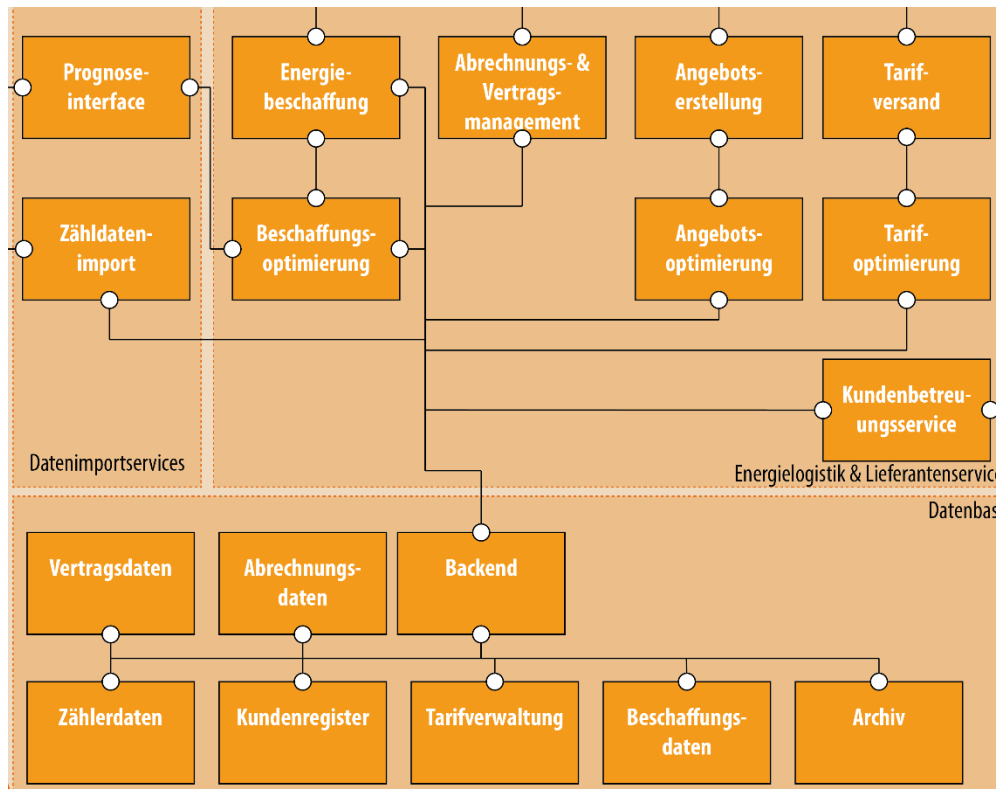 Prognose-
interface
Energie-
beschaffung
Abrechnungs- &
Vertrags-
management
Angebots-
erstellung
Tarif-
versand
Zähldaten-
import
Beschaffungs-
optimierung
Angebots-
optimierung
Tarif-
optimierung
Kundenbetreu-
ungsservice
Datenimportservices
Energielogistik & Lieferantenservice
Datenbas
Vertragsdaten
Abrechnungs-
daten
Backend
Zählerdaten
Kundenregister
Tarifverwaltung
Beschaffungs-
daten
Archiv